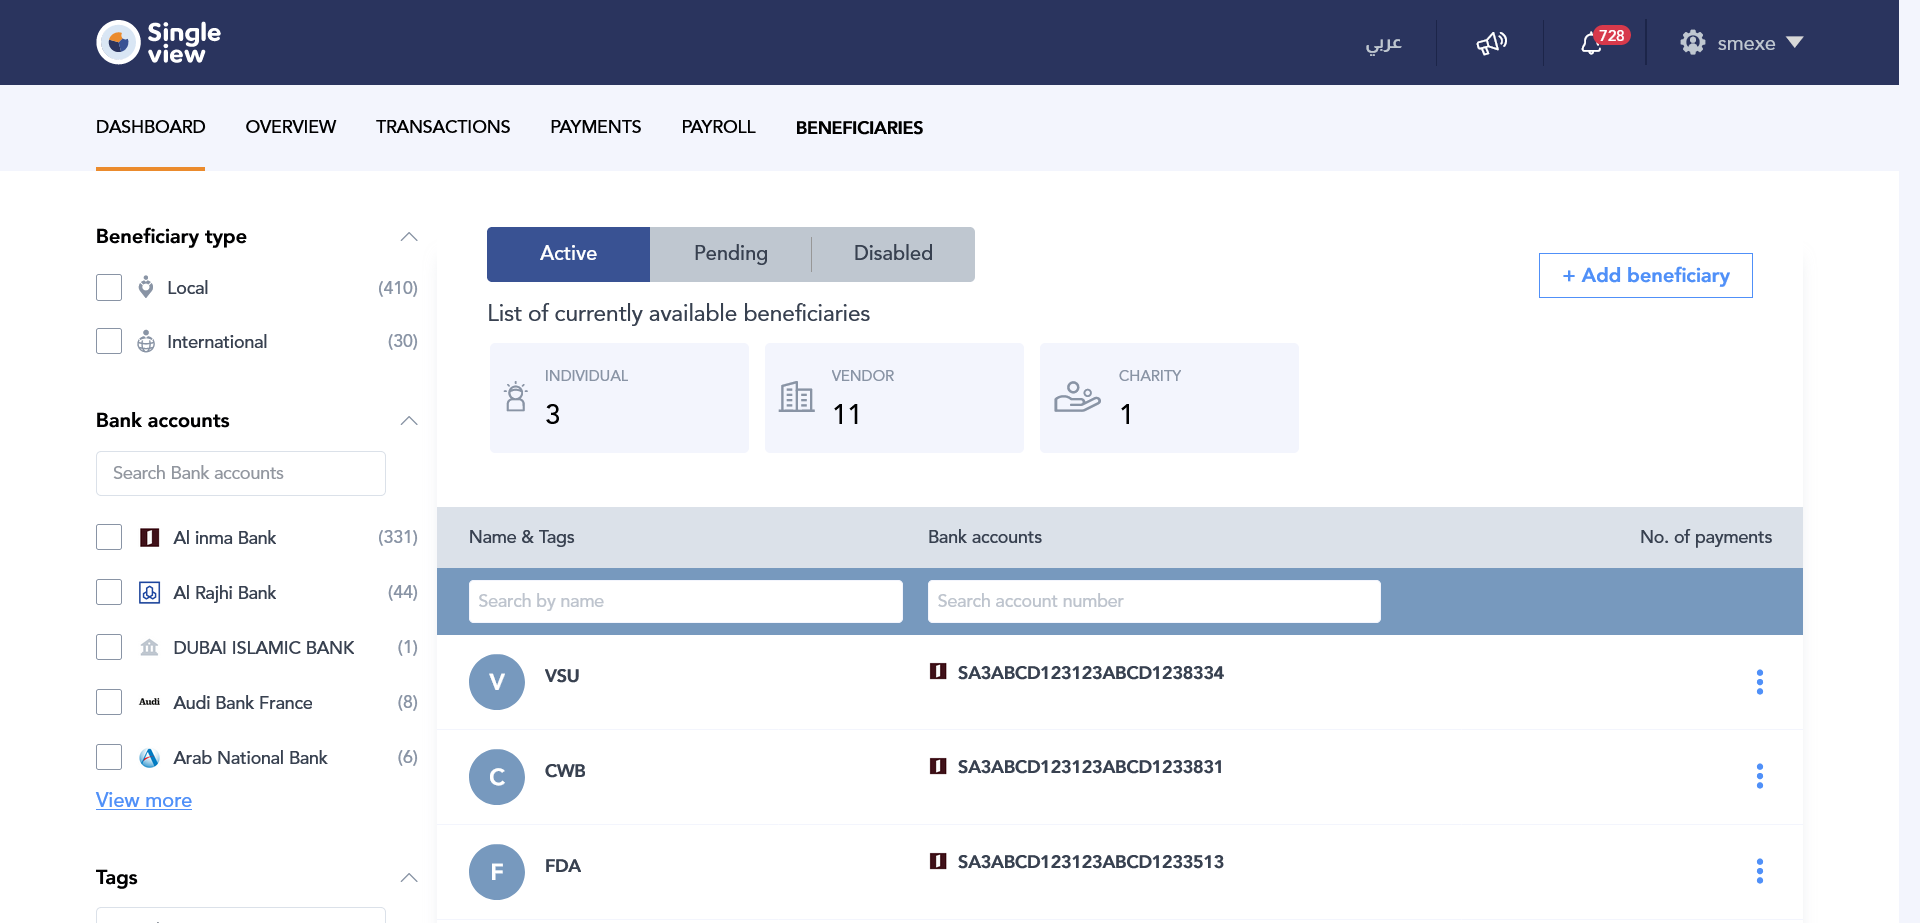 Single
view
عربي
728
smexe
DASHBOARD OVERVIEW TRANSACTIONS PAYMENTS PAYROLL BENEFICIARIES
Beneficiary type
Local (410)
International (30)
Bank accounts
Search Bank accounts
Al inma Bank (331)
Al Rajhi Bank (44)
DUBAI ISLAMIC BANK (1)
Audi Audi Bank France (8)
Arab National Bank (6)
View more
Tags
Active Pending Disabled
+ Add beneficiary
List of currently available beneficiaries
INDIVIDUAL
3
VENDOR
11
CHARITY
1
Name & Tags Bank accounts No. of payments
Search by name Search account number
V VSU SA3ABCD123123ABCD1238334
C CWB SA3ABCD123123ABCD1233831
F FDA SA3ABCD123123ABCD1233513